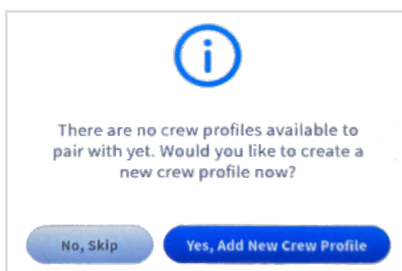 There are no crew profiles available to
pair with yet. Would you like to create a
new crew profile now?
No, Skip
Yes, Add New Crew Profile